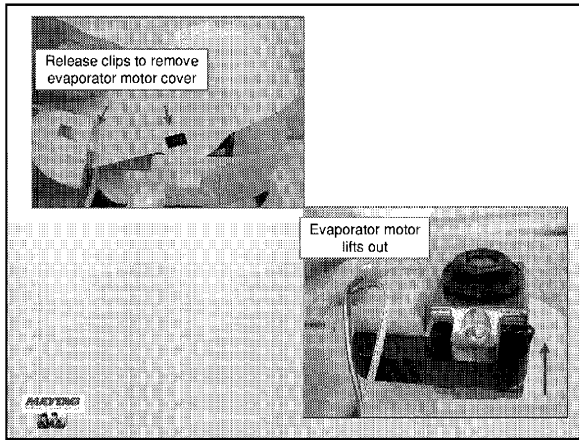 Release clips to remove
evaporator motor cover
Evaporator motor
lifts out
MAYTAG